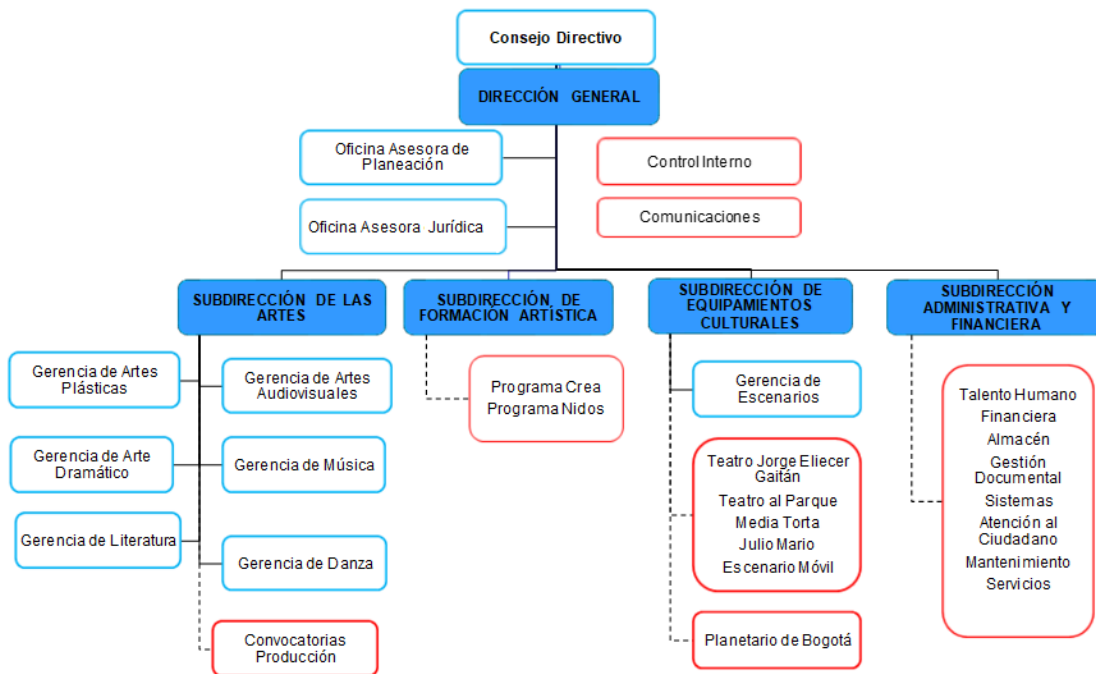 Consejo Directivo
DIRECCIÓN GENERAL
Oficina Asesora de
Planeación
Control Interno
Oficina Asesora Jurídica
Comunicaciones
SUBDIRECCIÓN DE LAS
ARTES
SUBDIRECCIÓN DE
FORMACIÓN ARTÍSTICA
SUBDIRECCIÓN DE
EQUIPAMIENTOS
CULTURALES
SUBDIRECCIÓN
ADMINISTRATIVA Y
FINANCIERA
Gerencia de Artes
Plásticas
Gerencia de Artes
Audiovisuales
Gerencia de Arte
Dramático
Gerencia de Música
Gerencia de Literatura
Gerencia de Danza
Convocatorias
Producción
Programa Crea
Programa Nidos
Gerencia de
Escenarios
Teatro Jorge Eliecer
Gaitán
Teatro al Parque
Media Torta
Julio Mario
Escenario Móvil
Planetario de Bogotá
Talento Humano
Financiera
Almacén
Gestión
Documental
Sistemas
Atención al
Ciudadano
Mantenimiento
Servicios